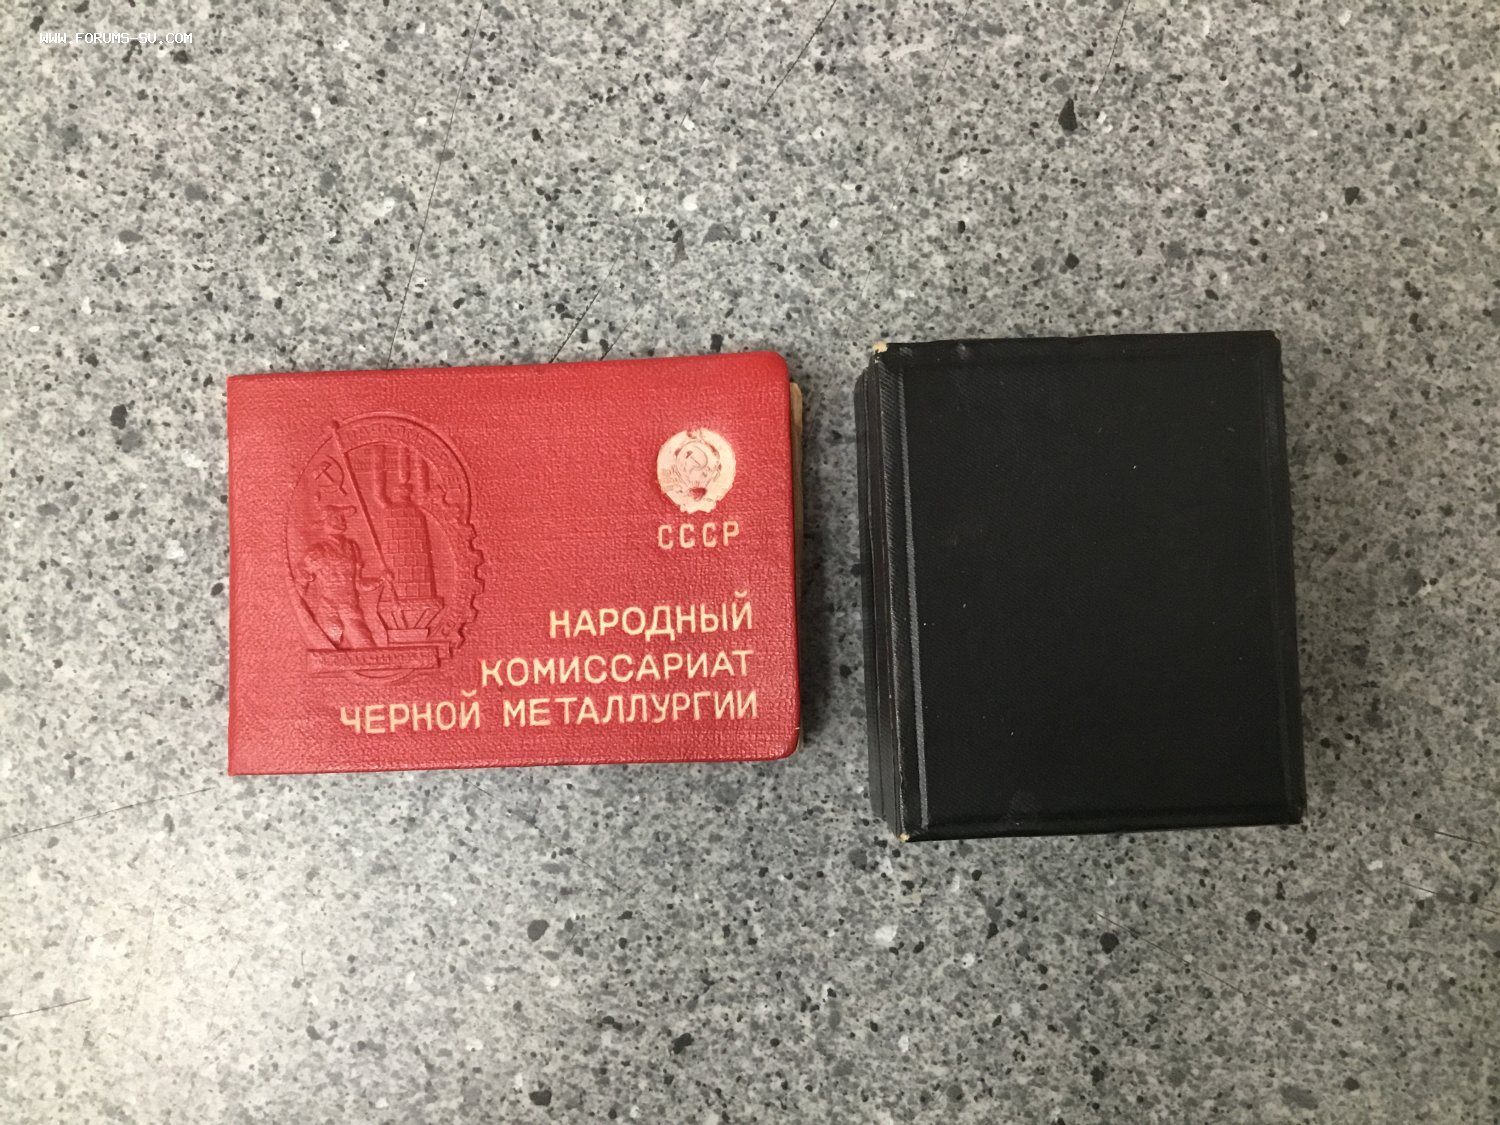 WWW.FORUMS-SU.COM
СССР
НАРОДНЫЙ
КОМИССАРИАТ
ЧЕРНОЙ МЕТАЛЛУРГИИ